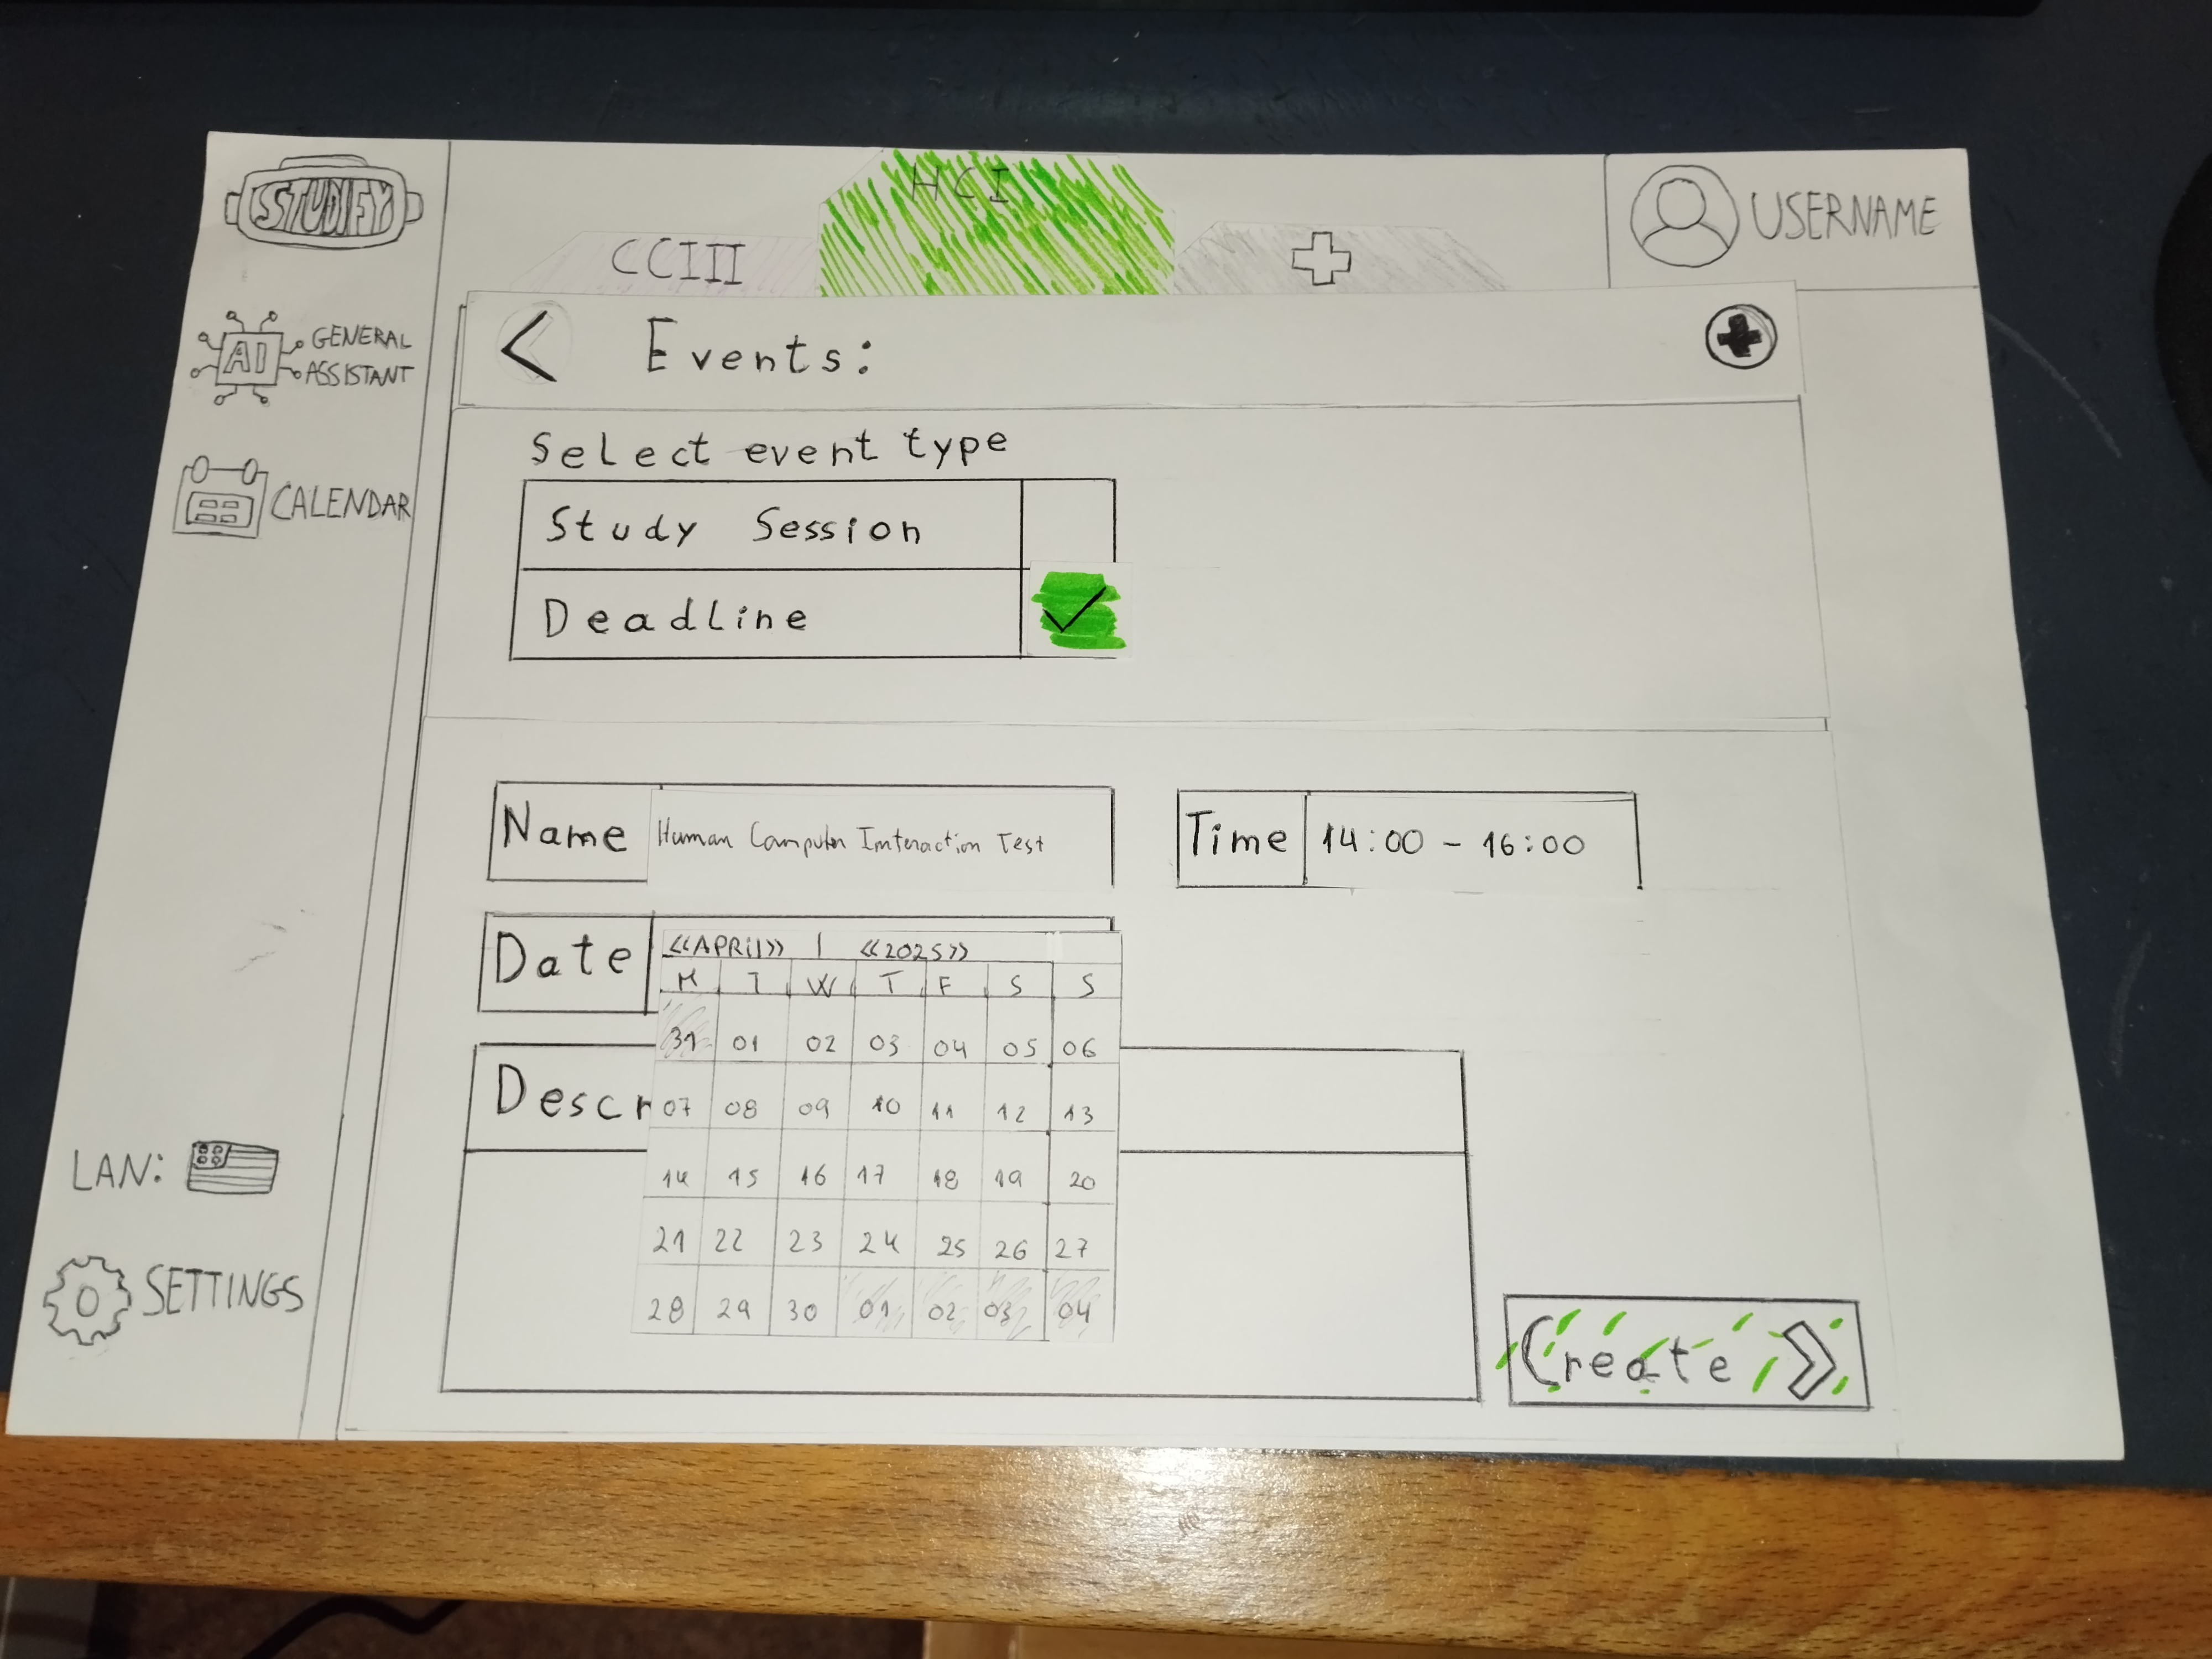 STUDIFY
CCIII
HCI
USERNAME
GENERAL
ASSISTANT
CALENDAR
LAN:
SETTINGS
Events:
Select event type
Study Session
Deadline
Name Human Computer Imteraction Test
Time 14:00 - 16:00
Date
<<APRil>> | <<2025>>
M T W T F S S
31 01 02 03 04 05 06
07 08 09 10 11 12 13
14 15 16 17 18 19 20
21 22 23 24 25 26 27
28 29 30 01 02 03 04
Descr
Create